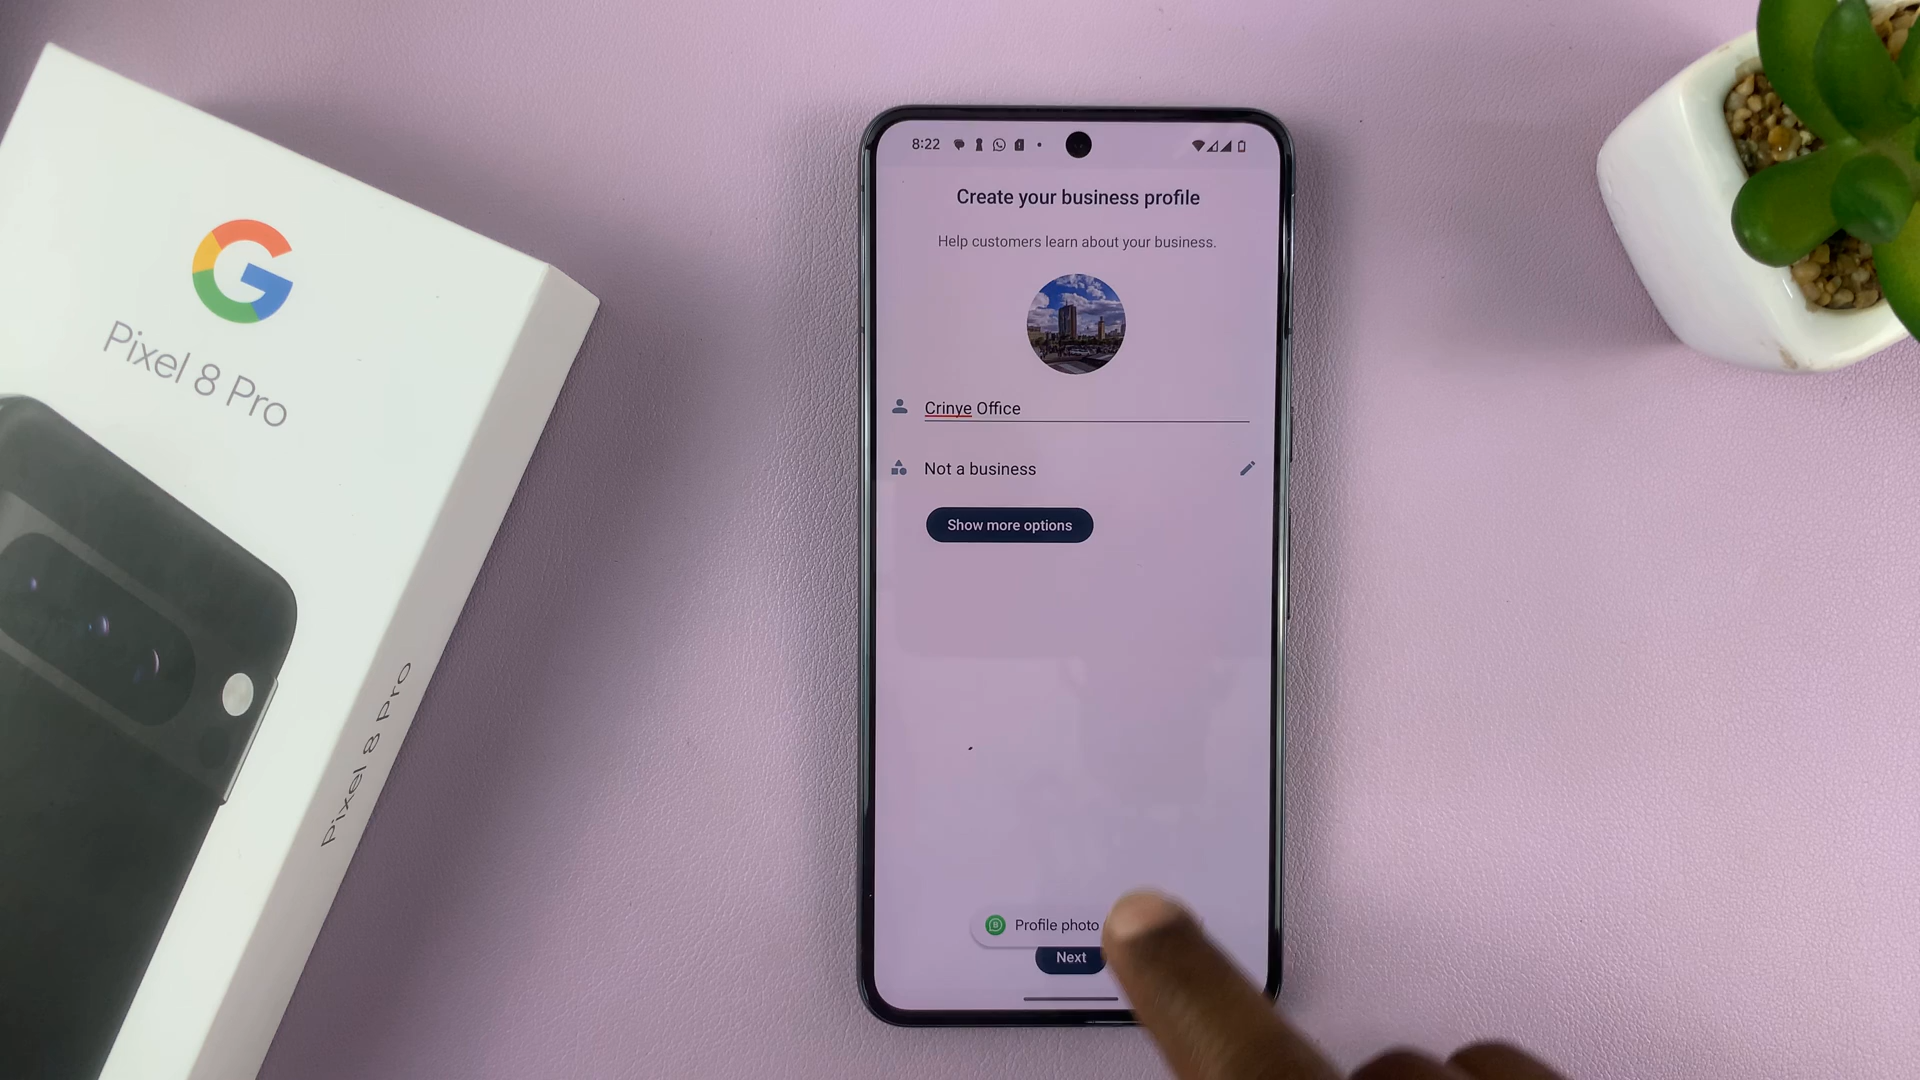 Pixel 8 Pro
Pixel 8 Pro
8:22
Create your business profile
Help customers learn about your business.
Crinye Office
Not a business
Show more options
Profile photo
Next